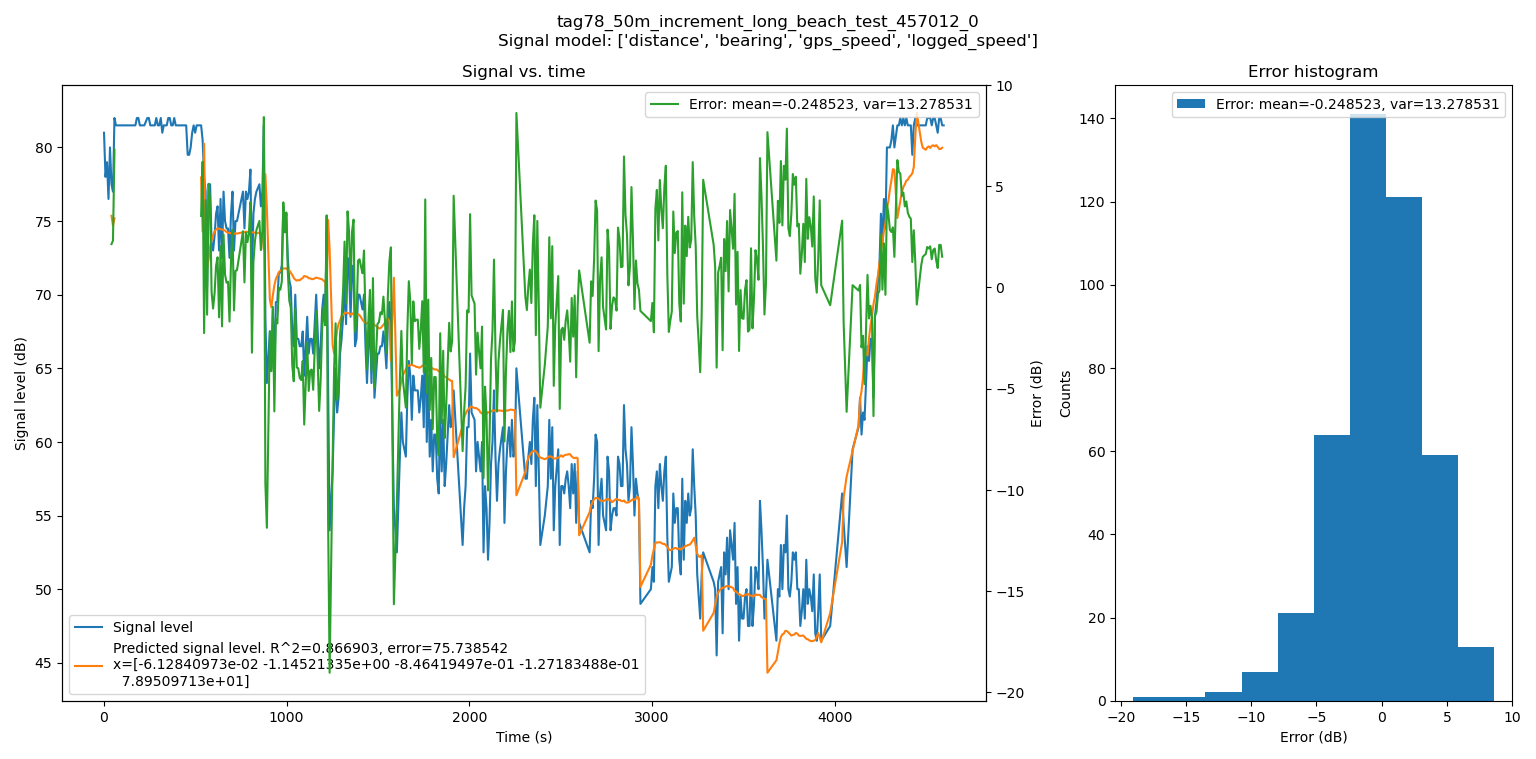 tag78_50m_increment_long_beach_test_457012_0
Signal model: ['distance', 'bearing', 'gps_speed', 'logged_speed']
Signal vs. time
Error: mean=-0.248523, var=13.278531
Signal level (dB)
80
75
70
65
60
55
50
45
Signal level
Predicted signal level. R^2=0.866903, error=75.738542
x=[-6.12840973e-02 -1.14521335e+00 -8.46419497e-01 -1.27183488e-01
7.89509713e+01]
0
1000
2000
3000
4000
Time (s)
10
5
0
−5
−10
−15
−20
Error (dB)
Error histogram
Error: mean=-0.248523, var=13.278531
Counts
140
120
100
80
60
40
20
0
−20
−15
−10
−5
0
5
10
Error (dB)